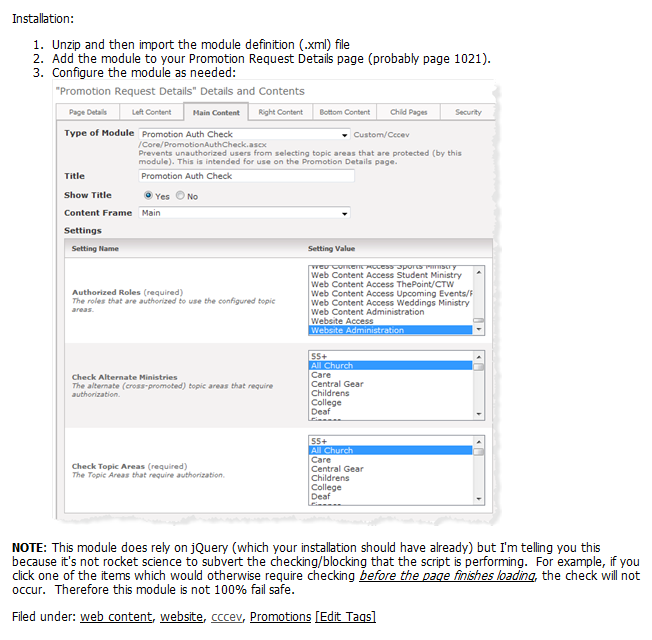 Installation:
1. Unzip and then import the module definition (.xml) file
2. Add the module to your Promotion Request Details page (probably page 1021).
3. Configure the module as needed:
"Promotion Request Details" Details and Contents
Page Details Left Content Main Content Right Content Bottom Content Child Pages Security
Type of Module Promotion Auth Check Custom/Cccev
/Core/PromotionAuthCheck.ascx
Prevents unauthorized users from selecting topic areas that are protected (by this
module). This is intended for use on the Promotion Details page.
Title Promotion Auth Check
Show Title Yes No
Content Frame Main
Settings
Setting Name Setting Value
Web Content Access Sports Ministry
Web Content Access Student Ministry
Web Content Access ThePoint/CTW
Authorized Roles (required) Web Content Access Upcoming Events/
The roles that are authorized to use the configured topic Web Content Access Weddings Ministry
areas. Web Content Administration
Website Access
Website Administration
55+
All Church
Check Alternate Ministries Care
The alternate (cross-promoted) topic areas that require Central Gear
authorization. Childrens
College
Deaf
55+
All Church
Care
Check Topic Areas (required) Central Gear
The Topic Areas that require authorization. Childrens
College
Deaf
NOTE: This module does rely on jQuery (which your installation should have already) but I'm telling you this
because it's not rocket science to subvert the checking/blocking that the script is performing. For example, if you
click one of the items which would otherwise require checking before the page finishes loading, the check will not
occur. Therefore this module is not 100% fail safe.
Filed under: web content, website, cccev, Promotions [Edit Tags]